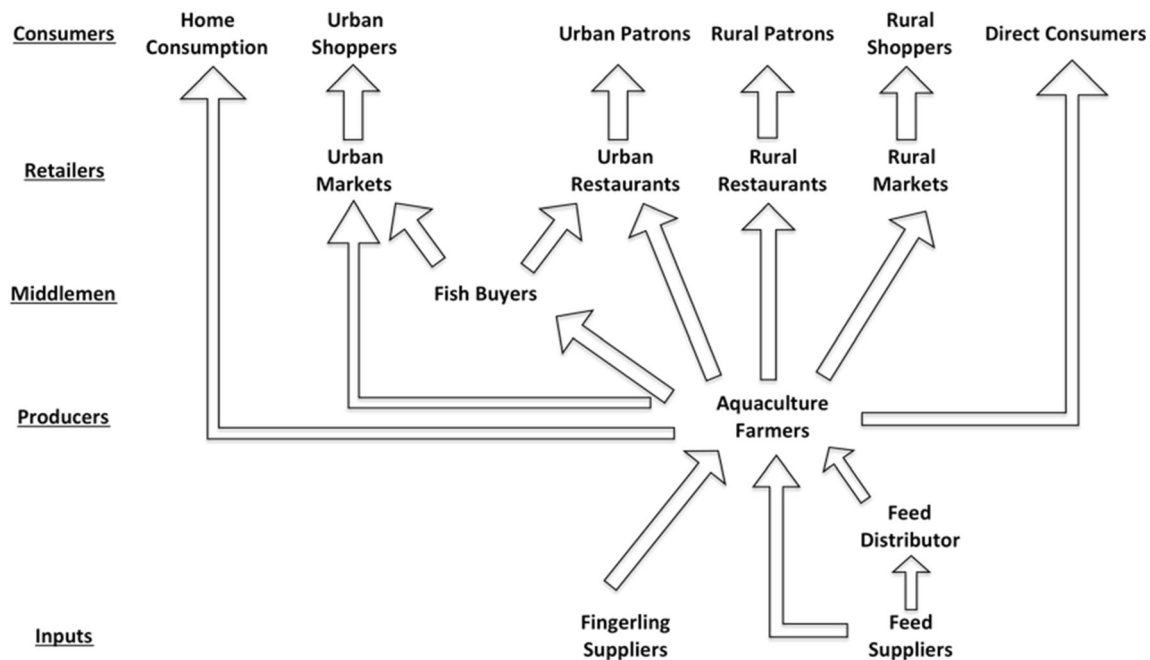 Consumers
Home
Consumption
Urban
Shoppers
Urban Patrons
Rural Patrons
Rural
Shoppers
Direct Consumers
Retailers
Urban
Markets
Urban
Restaurants
Rural
Restaurants
Rural
Markets
Middlemen
Fish Buyers
Producers
Aquaculture
Farmers
Feed
Distributor
Inputs
Fingerling
Suppliers
Feed
Suppliers